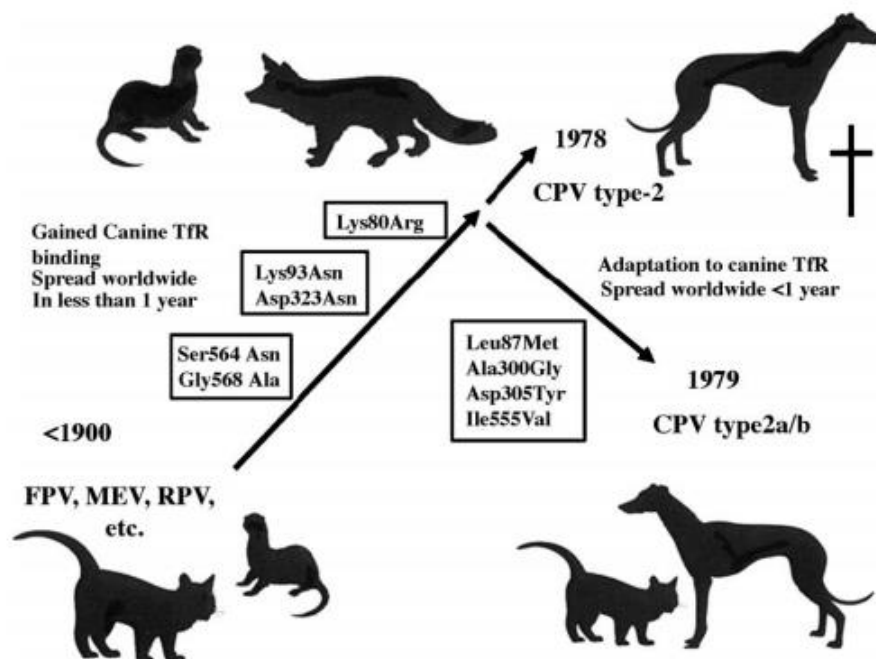 1978
CPV type-2
Lys80Arg
Gained Canine TfR
binding
Spread worldwide
In less than 1 year
Lys93Asn
Asp323Asn
Adaptation to canine TfR
Spread worldwide <1 year
Ser564 Asn
Gly568 Ala
Leu87Met
Ala300Gly
Asp305Tyr
Ile555Val
1979
CPV type2a/b
<1900
FPV, MEV, RPV,
etc.